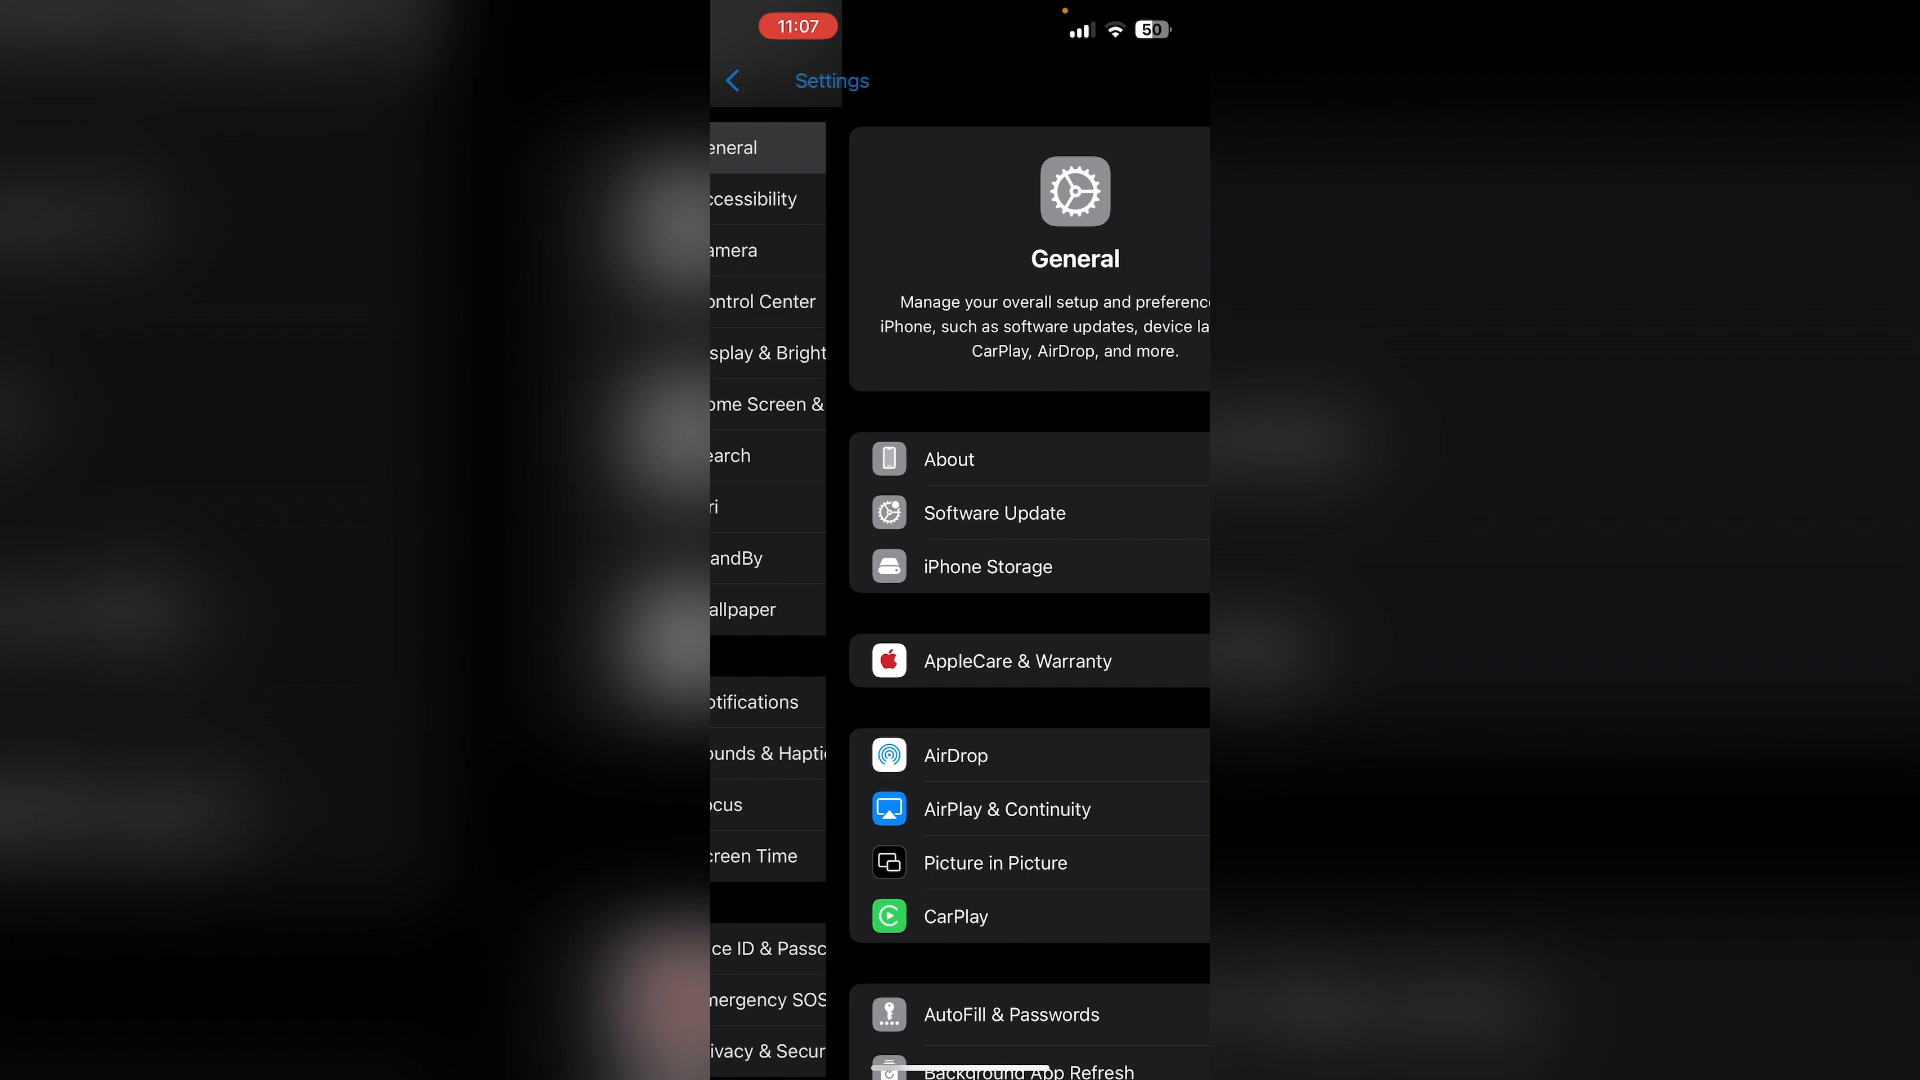 11:07
50
Settings
eneral
ccessibility
amera
ontrol Center
splay & Bright
ome Screen &
earch
ri
andBy
allpaper
otifications
ounds & Hapti
ocus
creen Time
ce ID & Passc
mergency SOS
ivacy & Secur
General
Manage your overall setup and preferenc
iPhone, such as software updates, device la
CarPlay, AirDrop, and more.
About
Software Update
iPhone Storage
AppleCare & Warranty
AirDrop
AirPlay & Continuity
Picture in Picture
CarPlay
AutoFill & Passwords
Background App Refresh